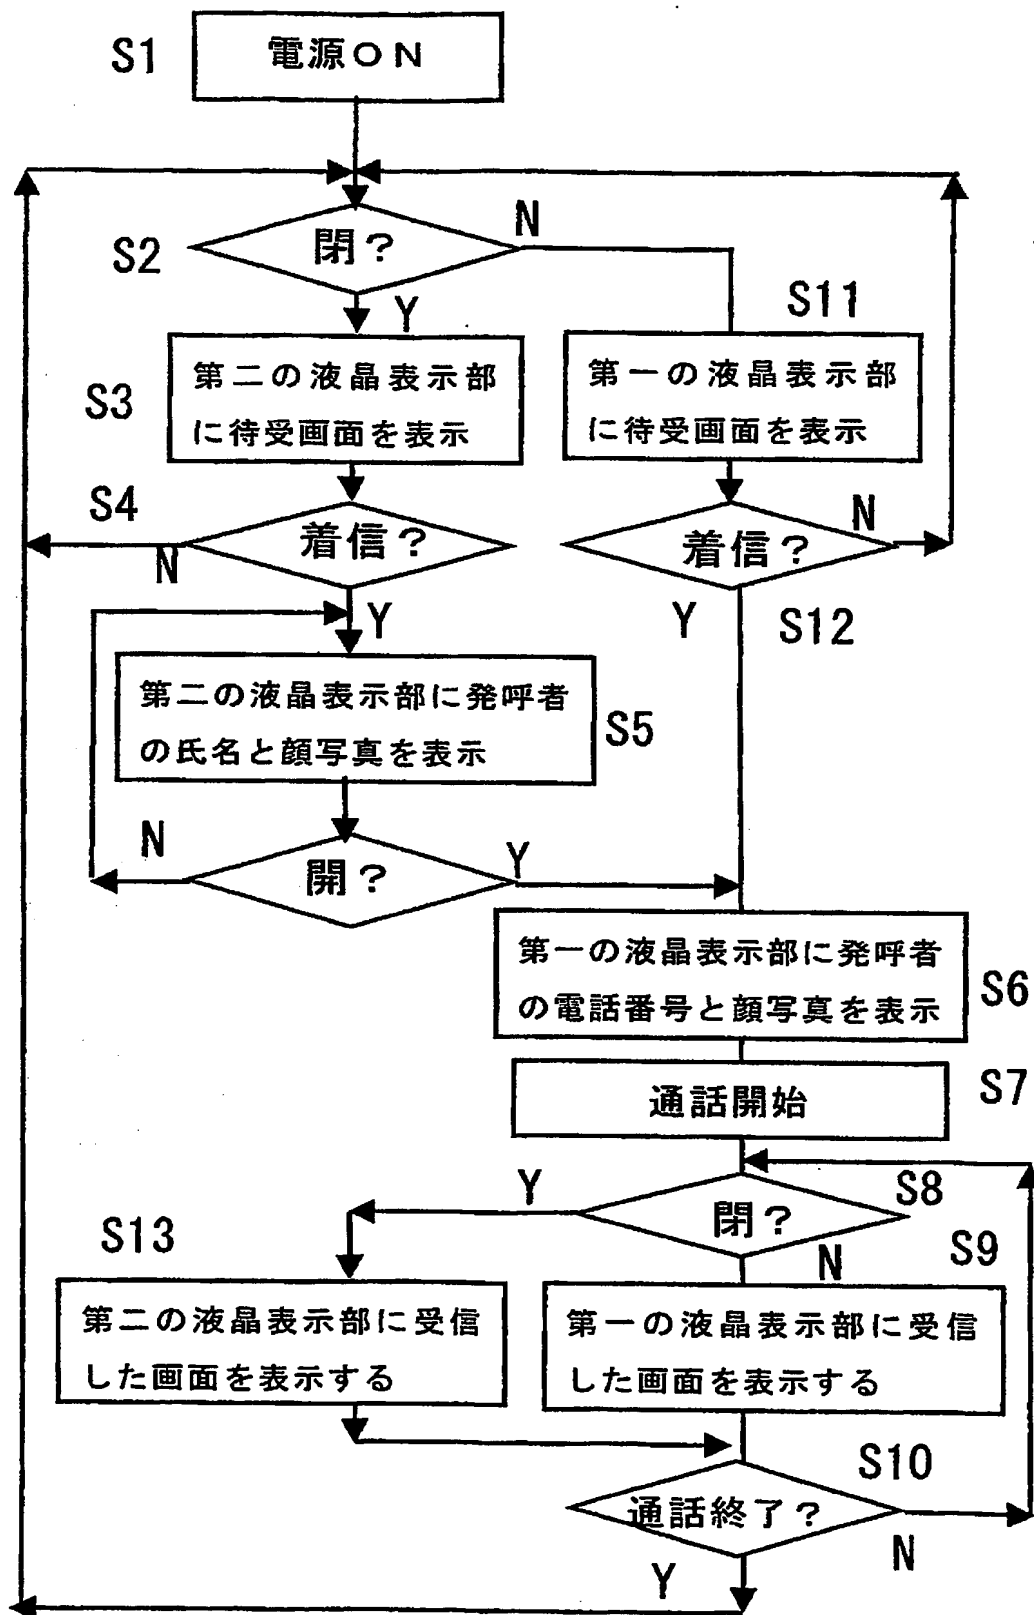 S1
電源ON
S2
閉?
N
Y
S11
S3
第二の液晶表示部
に待受画面を表示
第一の液晶表示部
に待受画面を表示
S4
着信?
N
Y
着信?
N
Y
S12
第二の液晶表示部に発呼者
の氏名と顔写真を表示
S5
開?
N
Y
第一の液晶表示部に発呼者
の電話番号と顔写真を表示
S6
通話開始
S7
Y
閉?
S8
N
S9
S13
第二の液晶表示部に受信
した画面を表示する
第一の液晶表示部に受信
した画面を表示する
S10
通話終了?
N
Y